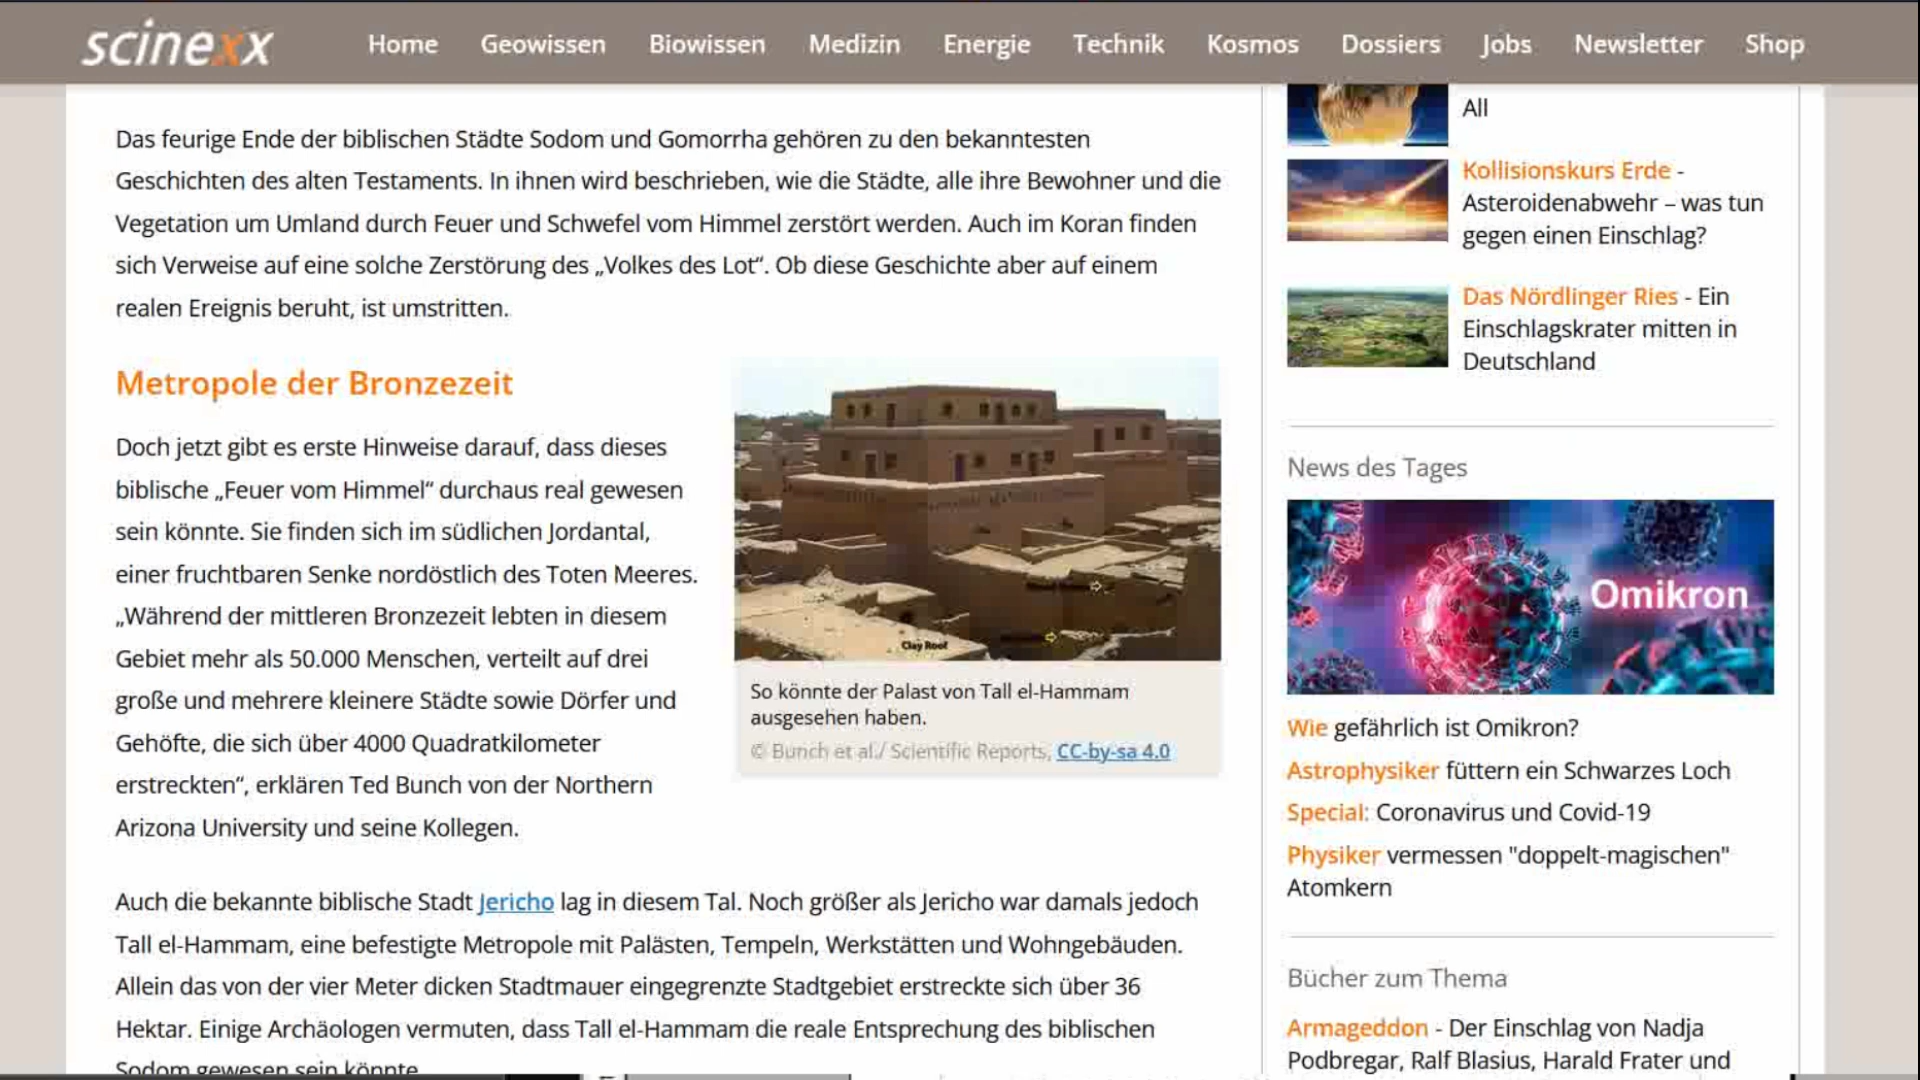 scinexx
Home Geowissen Biowissen Medizin Energie Technik Kosmos Dossiers Jobs Newsletter Shop
Das feurige Ende der biblischen Städte Sodom und Gomorrha gehören zu den bekanntesten
Geschichten des alten Testaments. In ihnen wird beschrieben, wie die Städte, alle ihre Bewohner und die
Vegetation um Umland durch Feuer und Schwefel vom Himmel zerstört werden. Auch im Koran finden
sich Verweise auf eine solche Zerstörung des „Volkes des Lot“. Ob diese Geschichte aber auf einem
realen Ereignis beruht, ist umstritten.
Metropole der Bronzezeit
Doch jetzt gibt es erste Hinweise darauf, dass dieses
biblische „Feuer vom Himmel“ durchaus real gewesen
sein könnte. Sie finden sich im südlichen Jordantal,
einer fruchtbaren Senke nordöstlich des Toten Meeres.
„Während der mittleren Bronzezeit lebten in diesem
Gebiet mehr als 50.000 Menschen, verteilt auf drei
große und mehrere kleinere Städte sowie Dörfer und
Gehöfte, die sich über 4000 Quadratkilometer
erstreckten“, erklären Ted Bunch von der Northern
Arizona University und seine Kollegen.
Clay Roof
So könnte der Palast von Tall el-Hammam
ausgesehen haben.
© Bunch et al./ Scientific Reports, CC-by-sa 4.0
Auch die bekannte biblische Stadt Jericho lag in diesem Tal. Noch größer als Jericho war damals jedoch
Tall el-Hammam, eine befestigte Metropole mit Palästen, Tempeln, Werkstätten und Wohngebäuden.
Allein das von der vier Meter dicken Stadtmauer eingegrenzte Stadtgebiet erstreckte sich über 36
Hektar. Einige Archäologen vermuten, dass Tall el-Hammam die reale Entsprechung des biblischen
Sodom gewesen sein könnte
All
Kollisionskurs Erde -
Asteroidenabwehr – was tun
gegen einen Einschlag?
Das Nördlinger Ries - Ein
Einschlagskrater mitten in
Deutschland
News des Tages
Omikron
Wie gefährlich ist Omikron?
Astrophysiker füttern ein Schwarzes Loch
Special: Coronavirus und Covid-19
Physiker vermessen "doppelt-magischen"
Atomkern
Bücher zum Thema
Armageddon - Der Einschlag von Nadja
Podbregar, Ralf Blasius, Harald Frater und